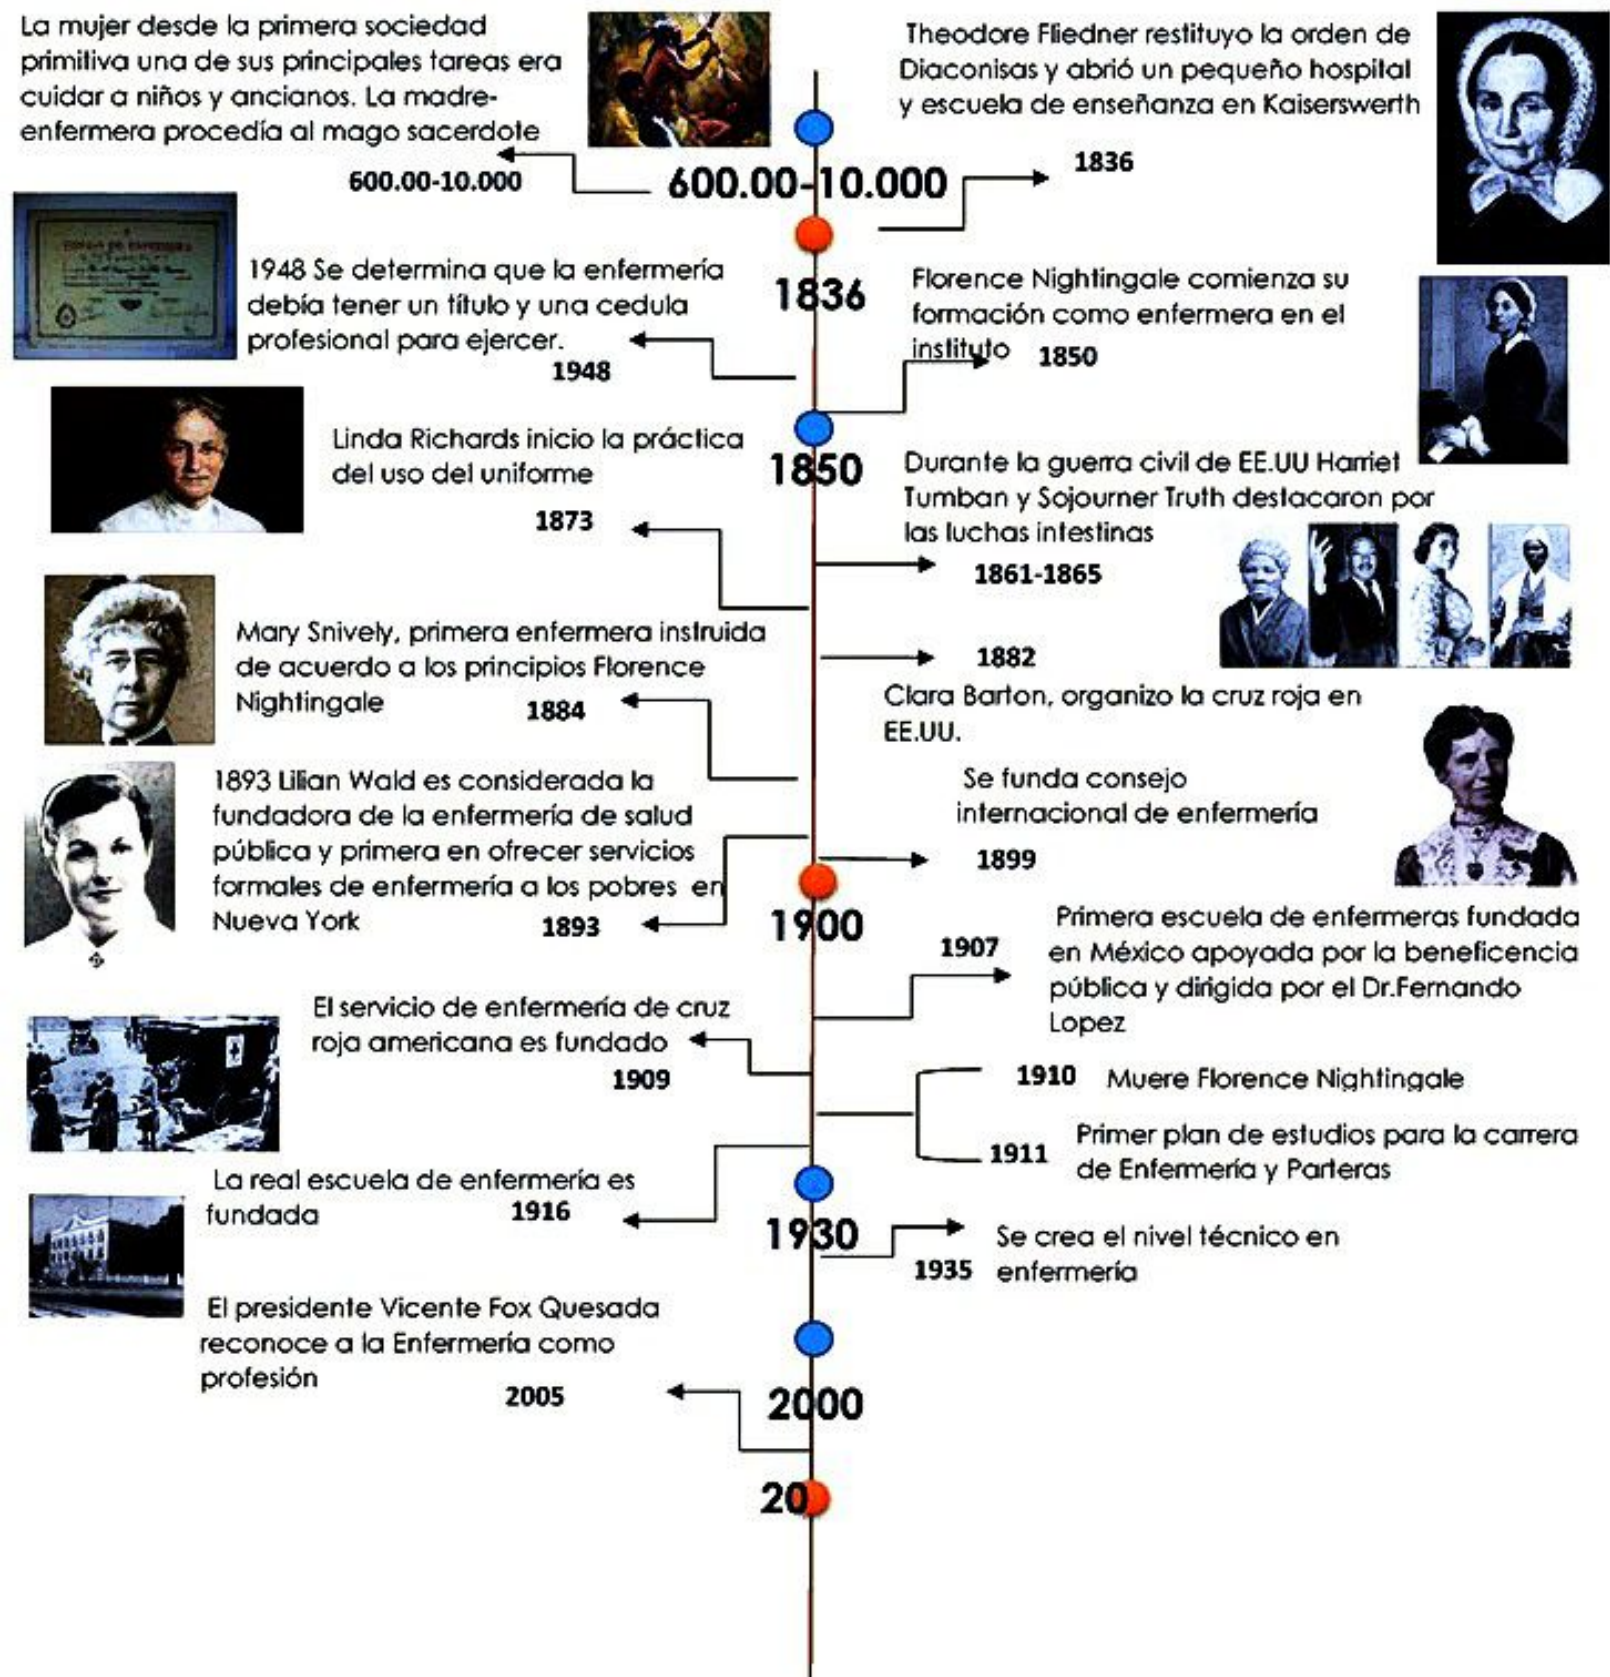 La mujer desde la primera sociedad
primitiva una de sus principales tareas era
cuidar a niños y ancianos. La madre-
enfermera procedía al mago sacerdote
600.00-10.000
600.00-10.000
Theodore Fliedner restituyo la orden de
Diaconisas y abrió un pequeño hospital
y escuela de enseñanza en Kaiserswerth
1836
1836
1948 Se determina que la enfermería
debía tener un título y una cedula
profesional para ejercer.
1948
Florence Nightingale comienza su
formación como enfermera en el
instituto 1850
1850
Linda Richards inicio la práctica
del uso del uniforme
1873
Durante la guerra civil de EE.UU Harriet
Tumban y Sojourner Truth destacaron por
las luchas intestinas
1861-1865
Mary Snively, primera enfermera instruida
de acuerdo a los principios Florence
Nightingale 1884
1882
Clara Barton, organizo la cruz roja en
EE.UU.
1893 Lilian Wald es considerada la
fundadora de la enfermería de salud
pública y primera en ofrecer servicios
formales de enfermería a los pobres en
Nueva York 1893
Se funda consejo
internacional de enfermería
1899
1900
1907
Primera escuela de enfermeras fundada
en México apoyada por la beneficencia
pública y dirigida por el Dr.Fernando
Lopez
El servicio de enfermería de cruz
roja americana es fundado
1909
1910 Muere Florence Nightingale
1911 Primer plan de estudios para la carrera
de Enfermería y Parteras
La real escuela de enfermería es
fundada 1916
1930
Se crea el nivel técnico en
1935 enfermería
El presidente Vicente Fox Quesada
reconoce a la Enfermería como
profesión 2005
2000
20